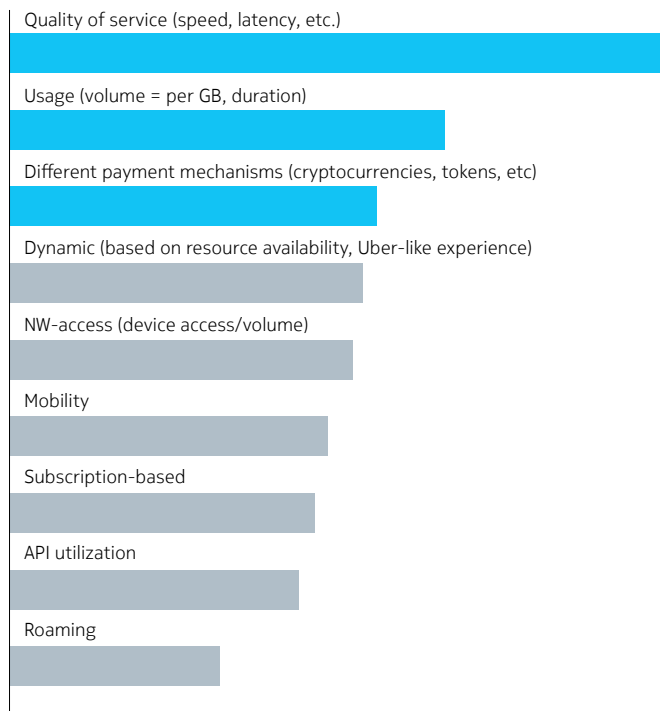 Quality of service (speed, latency, etc.)
Usage (volume = per GB, duration)
Different payment mechanisms (cryptocurrencies, tokens, etc)
Dynamic (based on resource availability, Uber-like experience)
NW-access (device access/volume)
Mobility
Subscription-based
API utilization
Roaming